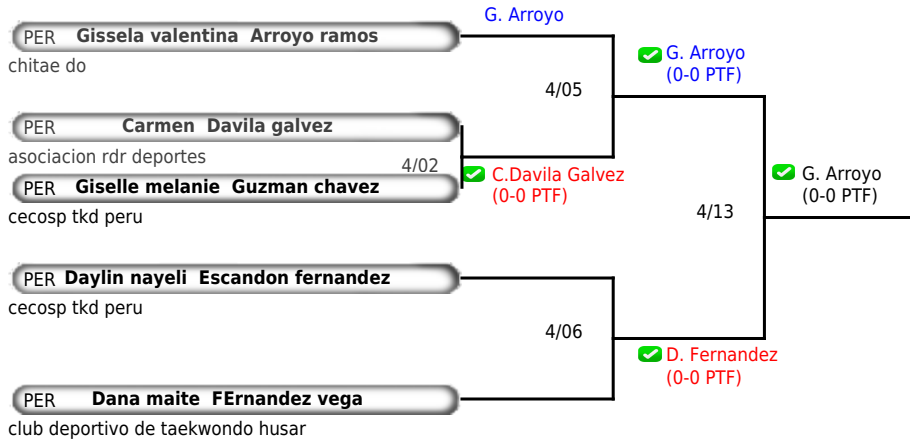 G. Arroyo
PER Gissela valentina Arroyo ramos
chitae do
G. Arroyo
(0-0 PTF)
4/05
PER Carmen Davila galvez
asociacion rdr deportes
4/02
C.Davila Galvez
(0-0 PTF)
PER Giselle melanie Guzman chavez
cecosp tkd peru
G. Arroyo
(0-0 PTF)
4/13
PER Daylin nayeli Escandon fernandez
cecosp tkd peru
4/06
D. Fernandez
(0-0 PTF)
PER Dana maite FErnandez vega
club deportivo de taekwondo husar